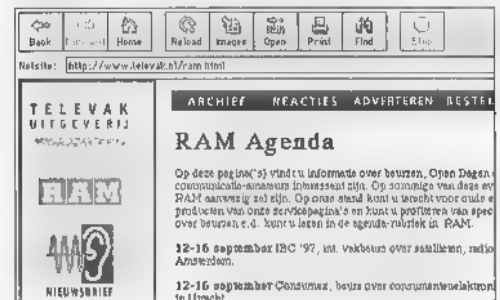 Back Forward Home Reload Images Open Print Find Stop
Netsite: http://www.televak.nl/ram.html
TELEVAK
UITGEVERIJ
RAM
NIEUWSBRIEF
ARCHIEF REACTIES ADVERTEREN BESTEL
RAM Agenda
Op deze pagina('s) vindt u informatie over beurzen, Open Dagen
communicatie-amateurs interessant zijn. Op sommige van deze ev
RAM aanwezig zal zijn. Op onze stand kunt u terecht voor oude e
producten van onze servicepagina's en kunt u profiteren van spec
over beurzen e.d. kunt u lezen in de agenda-rubriek in RAM.
12-16 september IBC '97, int. vakbeurs over satellieten, radio
Amsterdam.
12-16 september Consumex, beurs over consumentenelektron
in Utrecht